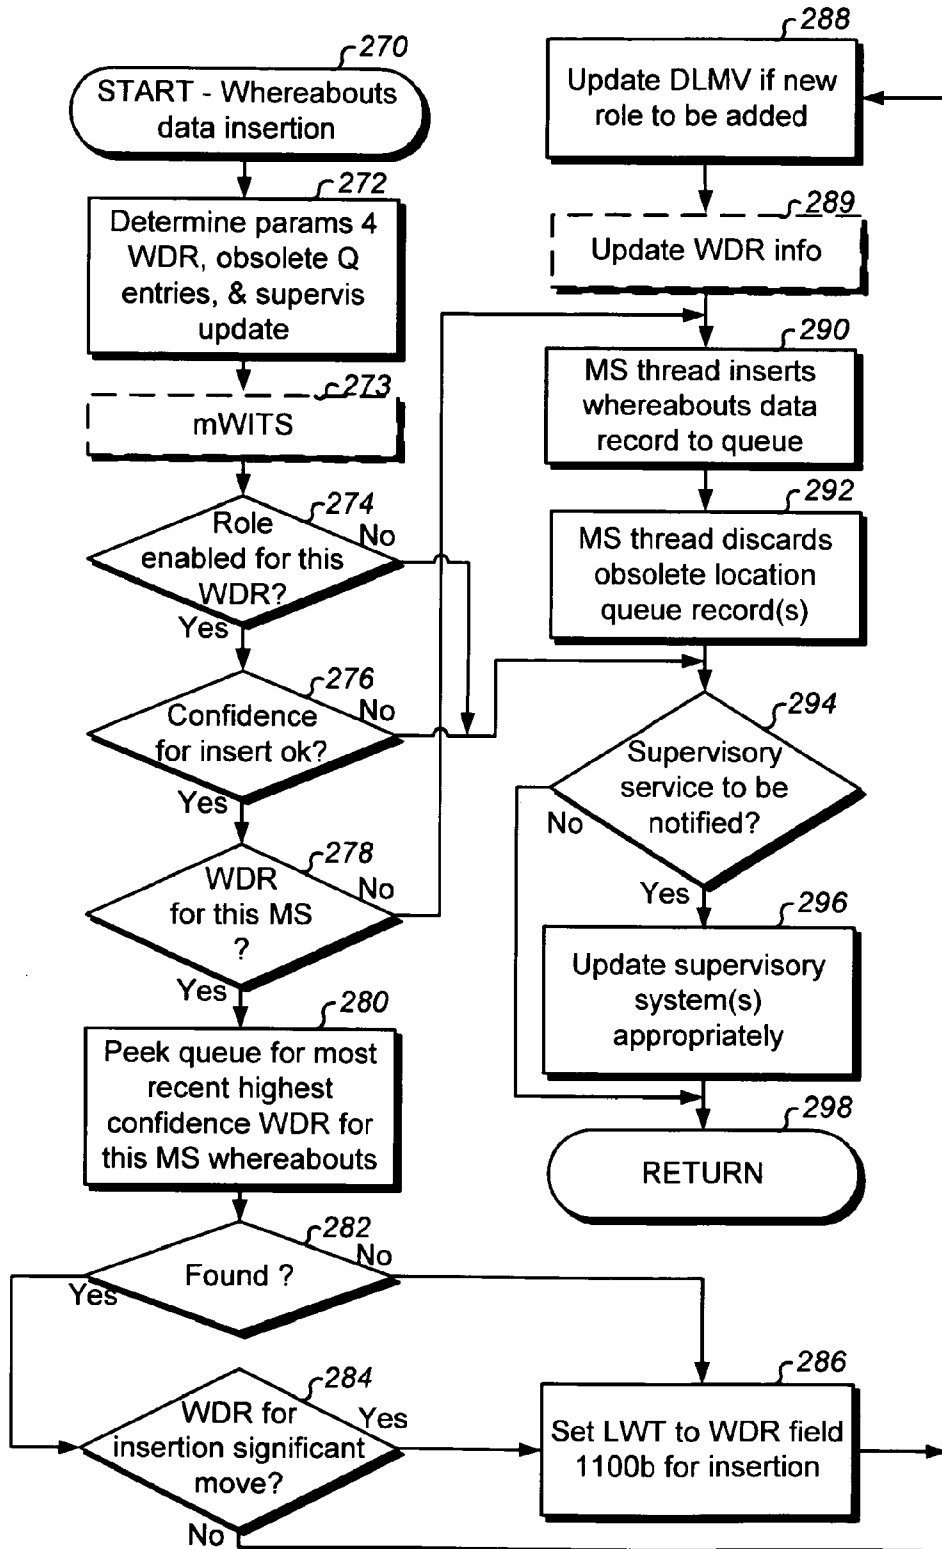 270
START - Whereabouts
data insertion
272
Determine params 4
WDR, obsolete Q
entries, & supervis
update
273
mWITS
274
Role
enabled for this
WDR?
No
Yes
276
Confidence
for insert ok?
No
Yes
278
WDR
for this MS
?
No
Yes
280
Peek queue for most
recent highest
confidence WDR for
this MS whereabouts
282
Found ?
No
Yes
284
WDR for
insertion significant
move?
Yes
No
286
Set LWT to WDR field
1100b for insertion
288
Update DLMV if new
role to be added
289
Update WDR info
290
MS thread inserts
whereabouts data
record to queue
292
MS thread discards
obsolete location
queue record(s)
294
Supervisory
service to be
notified?
No
Yes
296
Update supervisory
system(s)
appropriately
298
RETURN